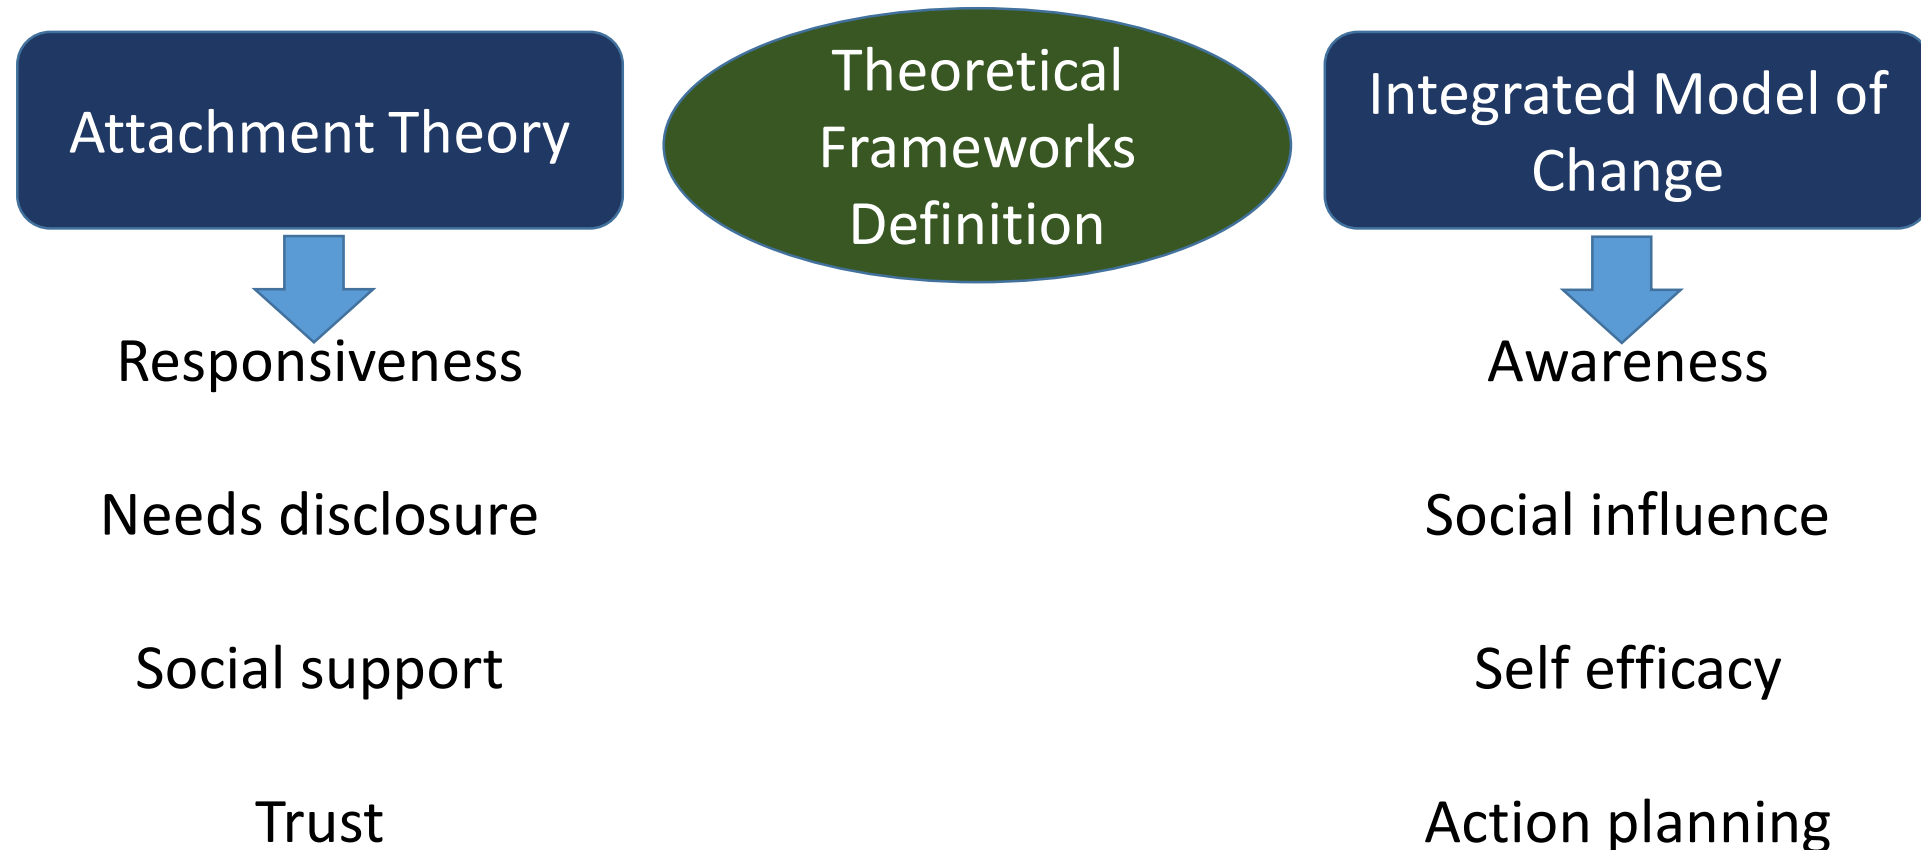 Attachment Theory
Theoretical
Frameworks
Definition
Integrated Model of
Change
Responsiveness
Needs disclosure
Social support
Trust
Awareness
Social influence
Self efficacy
Action planning